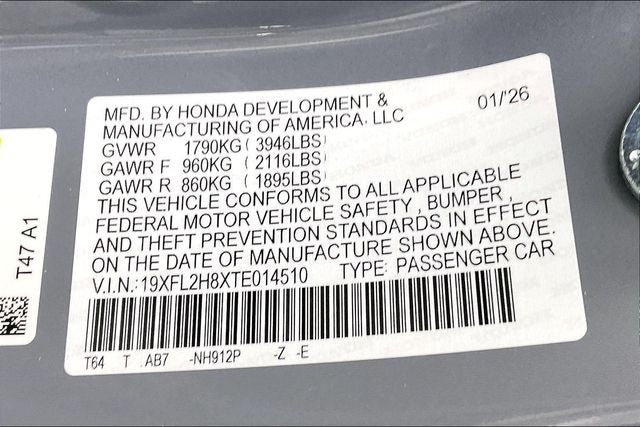 MFD. BY HONDA DEVELOPMENT & 01/'26
MANUFACTURING OF AMERICA, LLC
GVWR 1790KG ( 3946LBS)
GAWR F 960KG ( 2116LBS)
GAWR R 860KG ( 1895LBS)
THIS VEHICLE CONFORMS TO ALL APPLICABLE
FEDERAL MOTOR VEHICLE SAFETY , BUMPER ,
AND THEFT PREVENTION STANDARDS IN EFFECT
ON THE DATE OF MANUFACTURE SHOWN ABOVE.
V.I.N.:19XFL2H8XTE014510 TYPE: PASSENGER CAR
T64 T AB7 -NH912P -Z -E
T47 A1